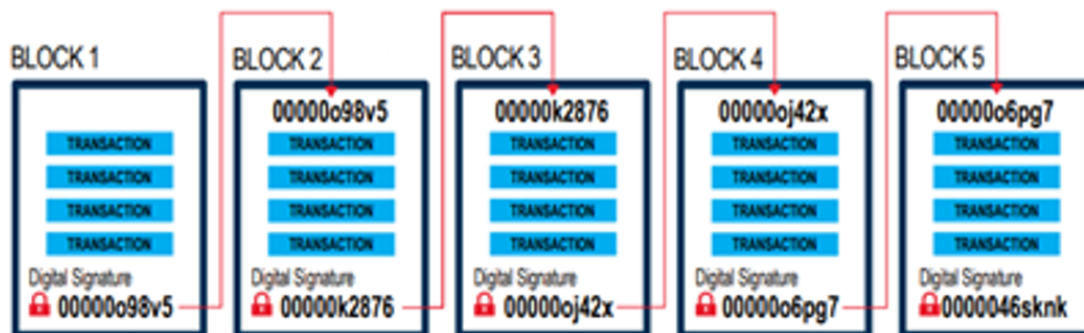 BLOCK 1
TRANSACTION
TRANSACTION
TRANSACTION
TRANSACTION
Digital Signature
00000o98v5
BLOCK 2
00000o98v5
TRANSACTION
TRANSACTION
TRANSACTION
TRANSACTION
Digital Signature
00000k2876
BLOCK 3
00000k2876
TRANSACTION
TRANSACTION
TRANSACTION
TRANSACTION
Digital Signature
00000oj42x
BLOCK 4
00000oj42x
TRANSACTION
TRANSACTION
TRANSACTION
TRANSACTION
Digital Signature
00000o6pg7
BLOCK 5
00000o6pg7
TRANSACTION
TRANSACTION
TRANSACTION
TRANSACTION
Digital Signature
0000046sknk